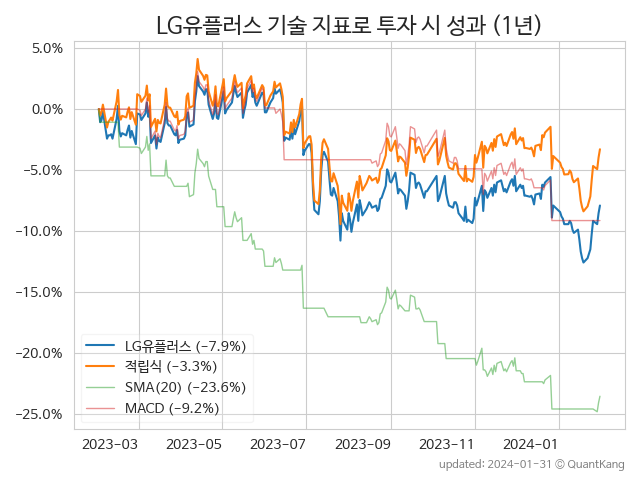 LG유플러스 기술 지표로 투자 시 성과 (1년)
5.0%
0.0%
−5.0%
−10.0%
−15.0%
−20.0%
−25.0%
LG유플러스 (−7.9%)
적립식 (−3.3%)
SMA(20) (−23.6%)
MACD (−9.2%)
2023-03 2023-05 2023-07 2023-09 2023-11 2024-01
updated: 2024-01-31 © QuantKang